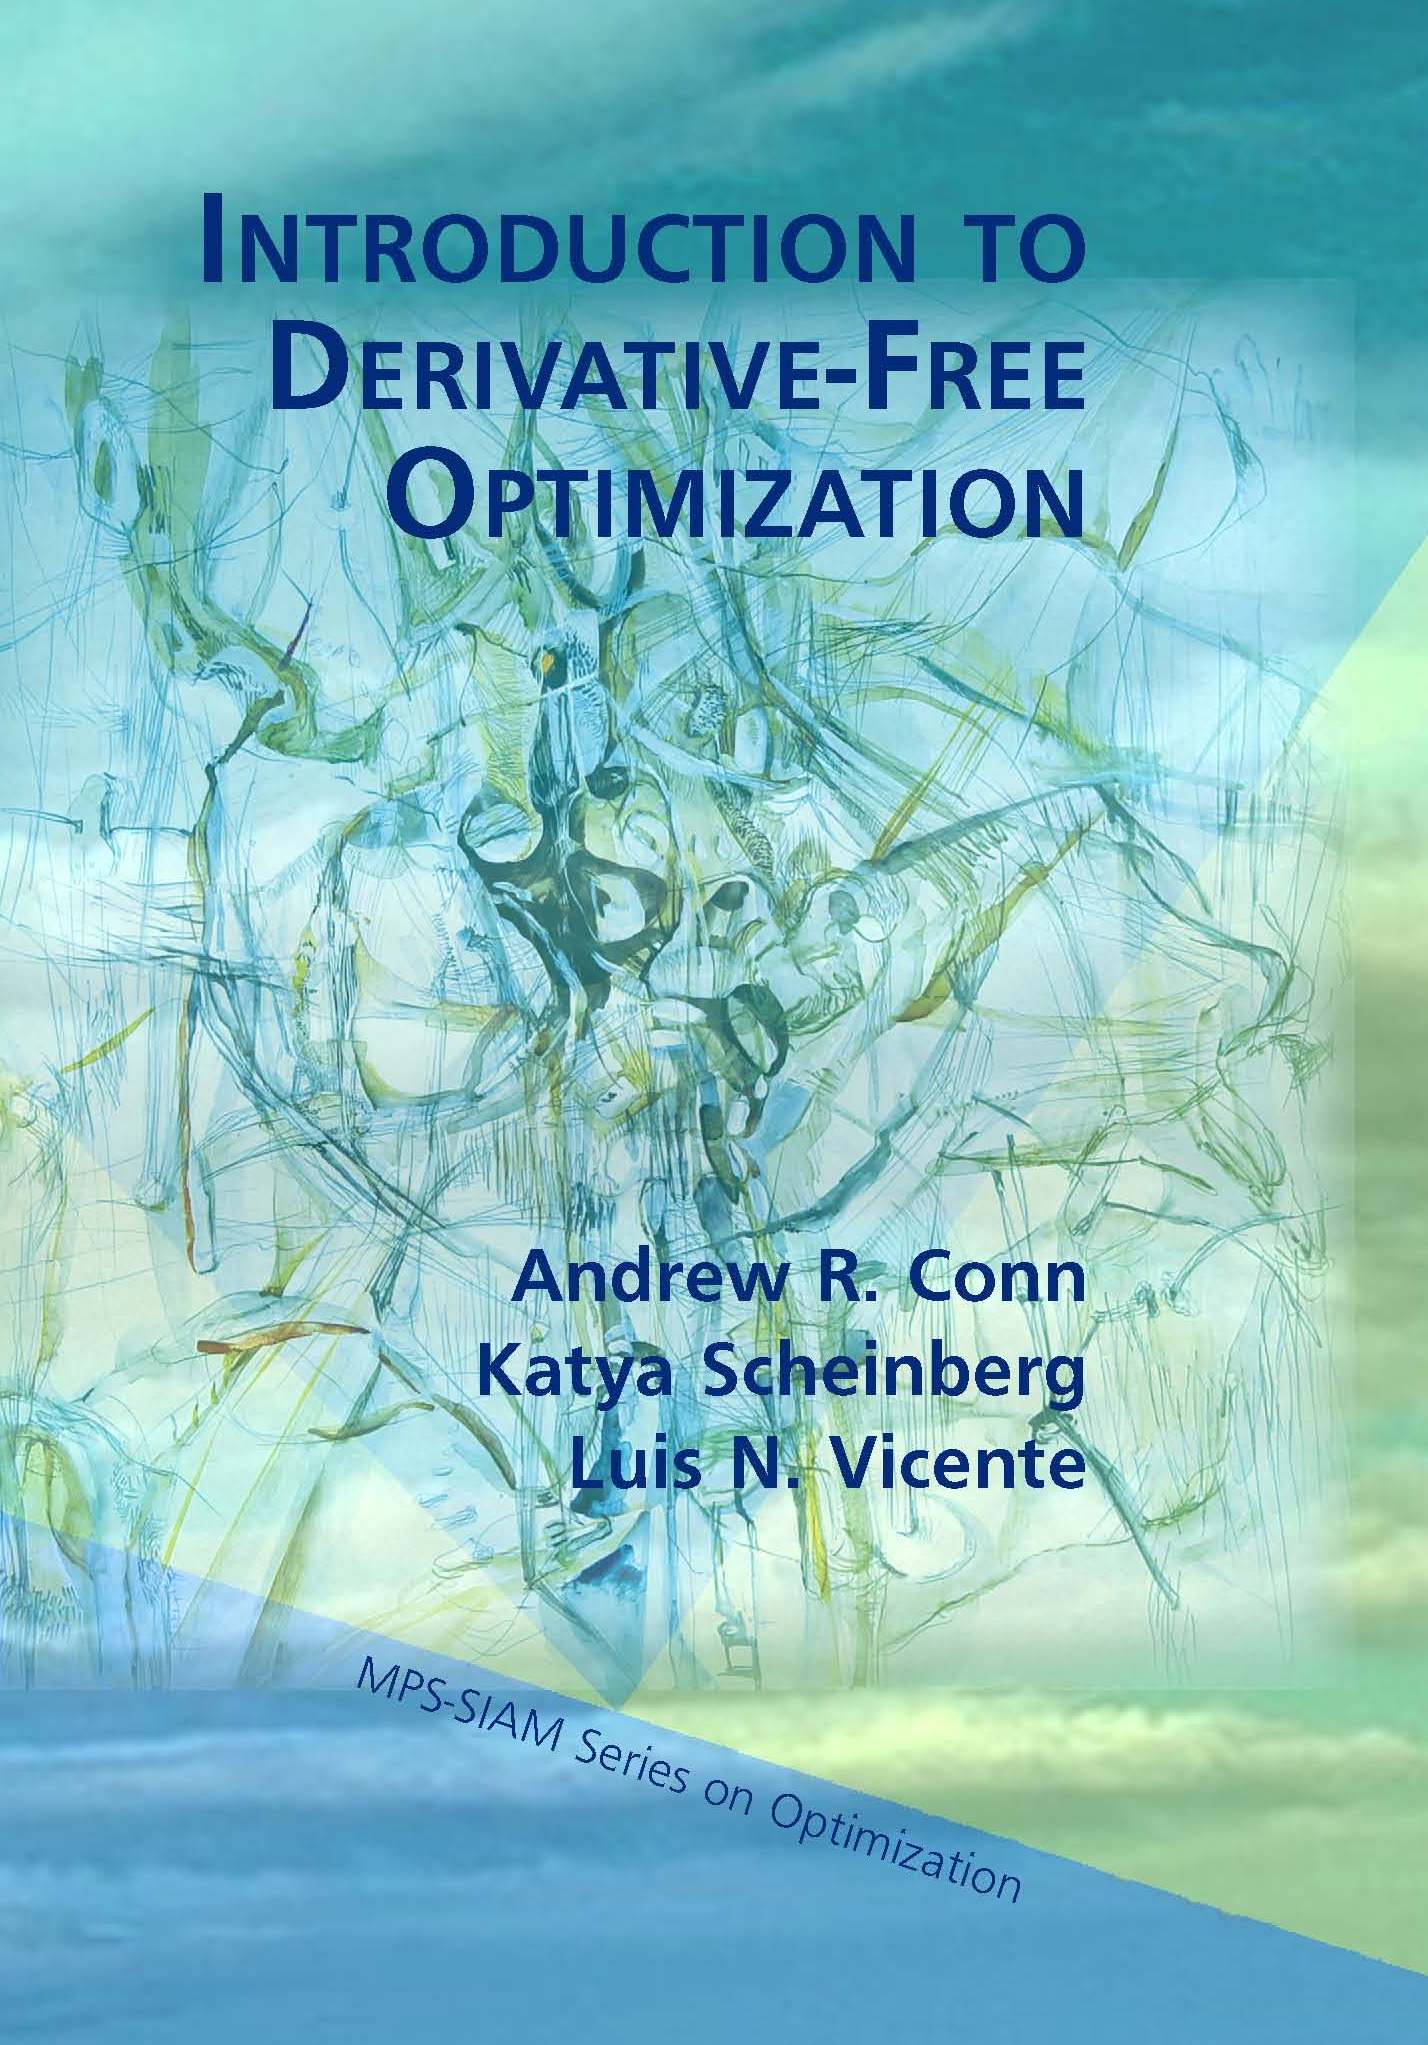 INTRODUCTION TO
DERIVATIVE-FREE
OPTIMIZATION
Andrew R. Conn
Katya Scheinberg
Luis N. Vicente
MPS-SIAM Series on Optimization